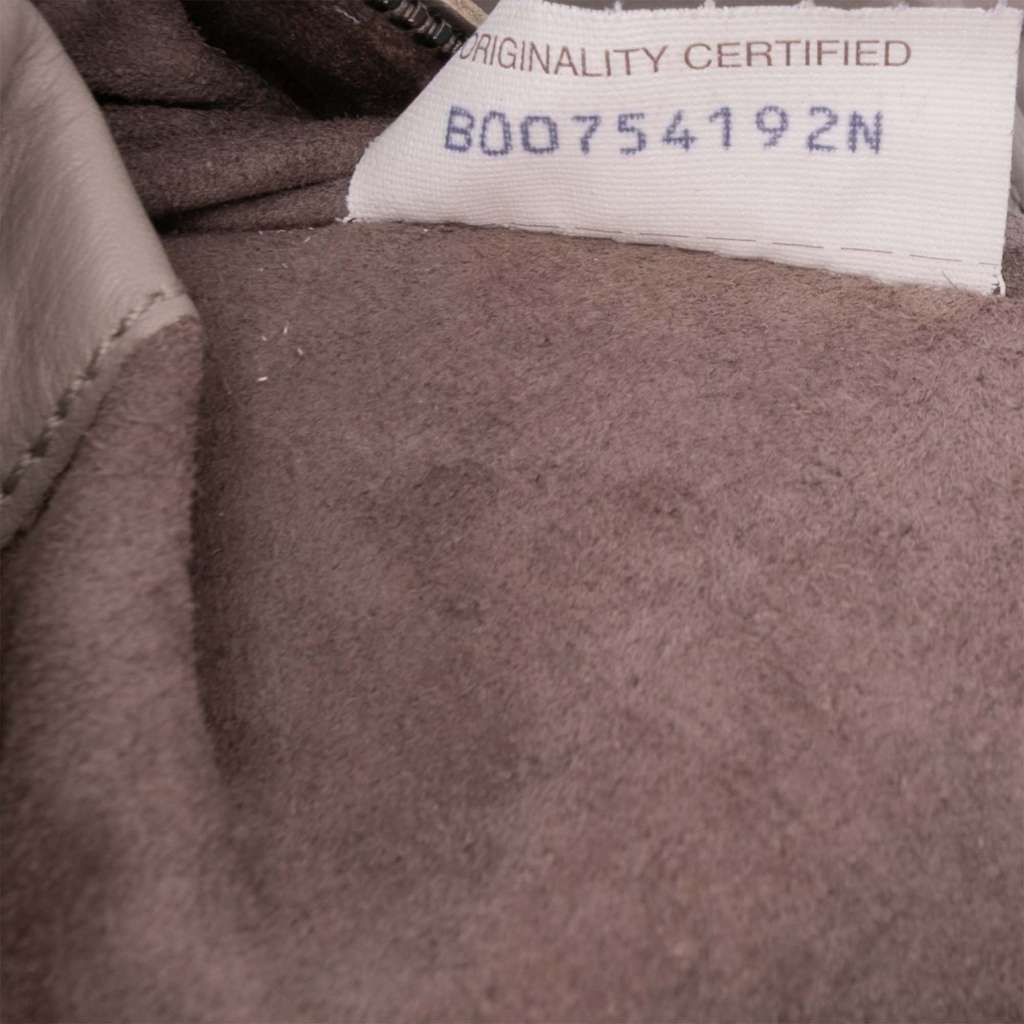 ORIGINALITY CERTIFIED
B00754192N